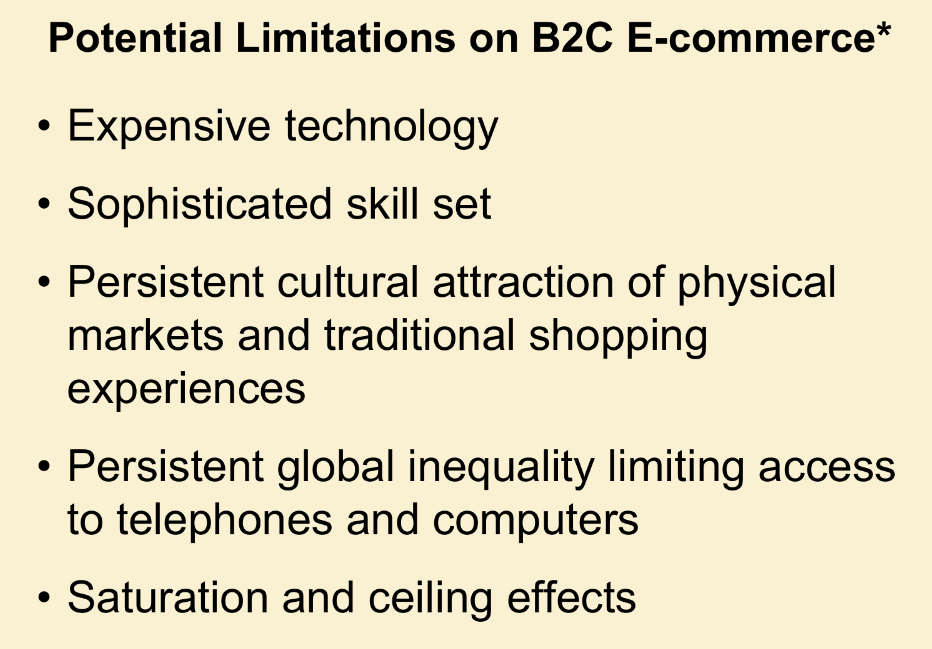 Potential Limitations on B2C E-commerce*
• Expensive technology
• Sophisticated skill set
• Persistent cultural attraction of physical
markets and traditional shopping
experiences
• Persistent global inequality limiting access
to telephones and computers
• Saturation and ceiling effects